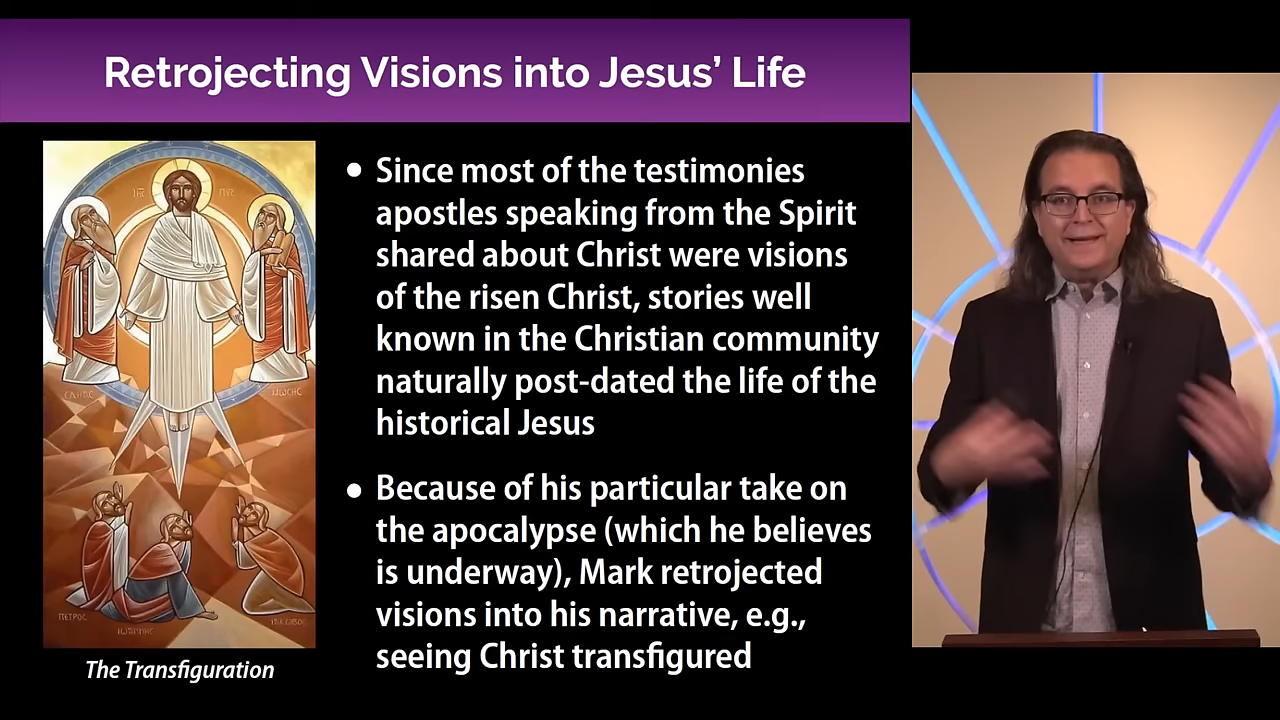 Retrojecting Visions into Jesus’ Life
• Since most of the testimonies
apostles speaking from the Spirit
shared about Christ were visions
of the risen Christ, stories well
known in the Christian community
naturally post-dated the life of the
historical Jesus
• Because of his particular take on
the apocalypse (which he believes
is underway), Mark retrojected
visions into his narrative, e.g.,
seeing Christ transfigured
ΠΕΤΡΟΣ
The Transfiguration